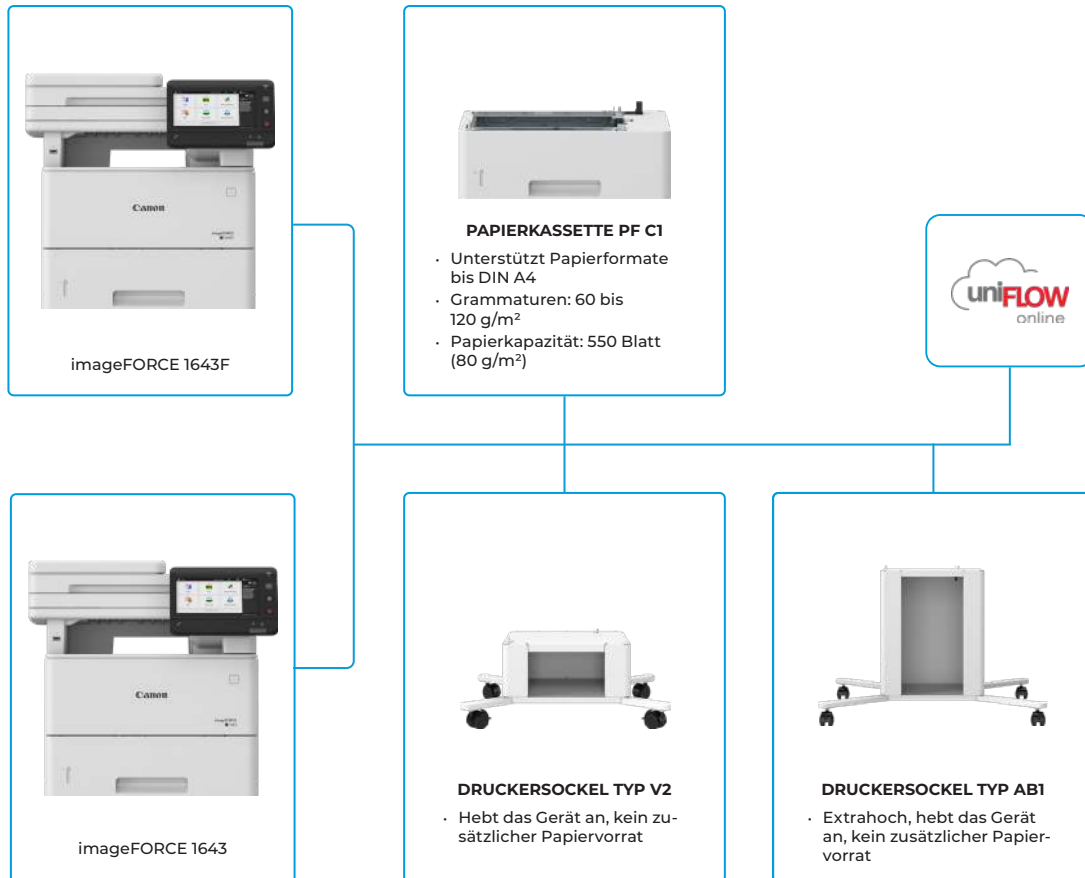 Canon
imageFORCE 1643F
PAPIERKASSETTE PF C1
· Unterstützt Papierformate
bis DIN A4
· Grammaturen: 60 bis
120 g/m²
· Papierkapazität: 550 Blatt
(80 g/m²)
uniFLOW
online
Canon
imageFORCE 1643
DRUCKERSOCKEL TYP V2
· Hebt das Gerät an, kein zu-
sätzlicher Papiervorrat
DRUCKERSOCKEL TYP AB1
· Extrahoch, hebt das Gerät
an, kein zusätzlicher Papier-
vorrat